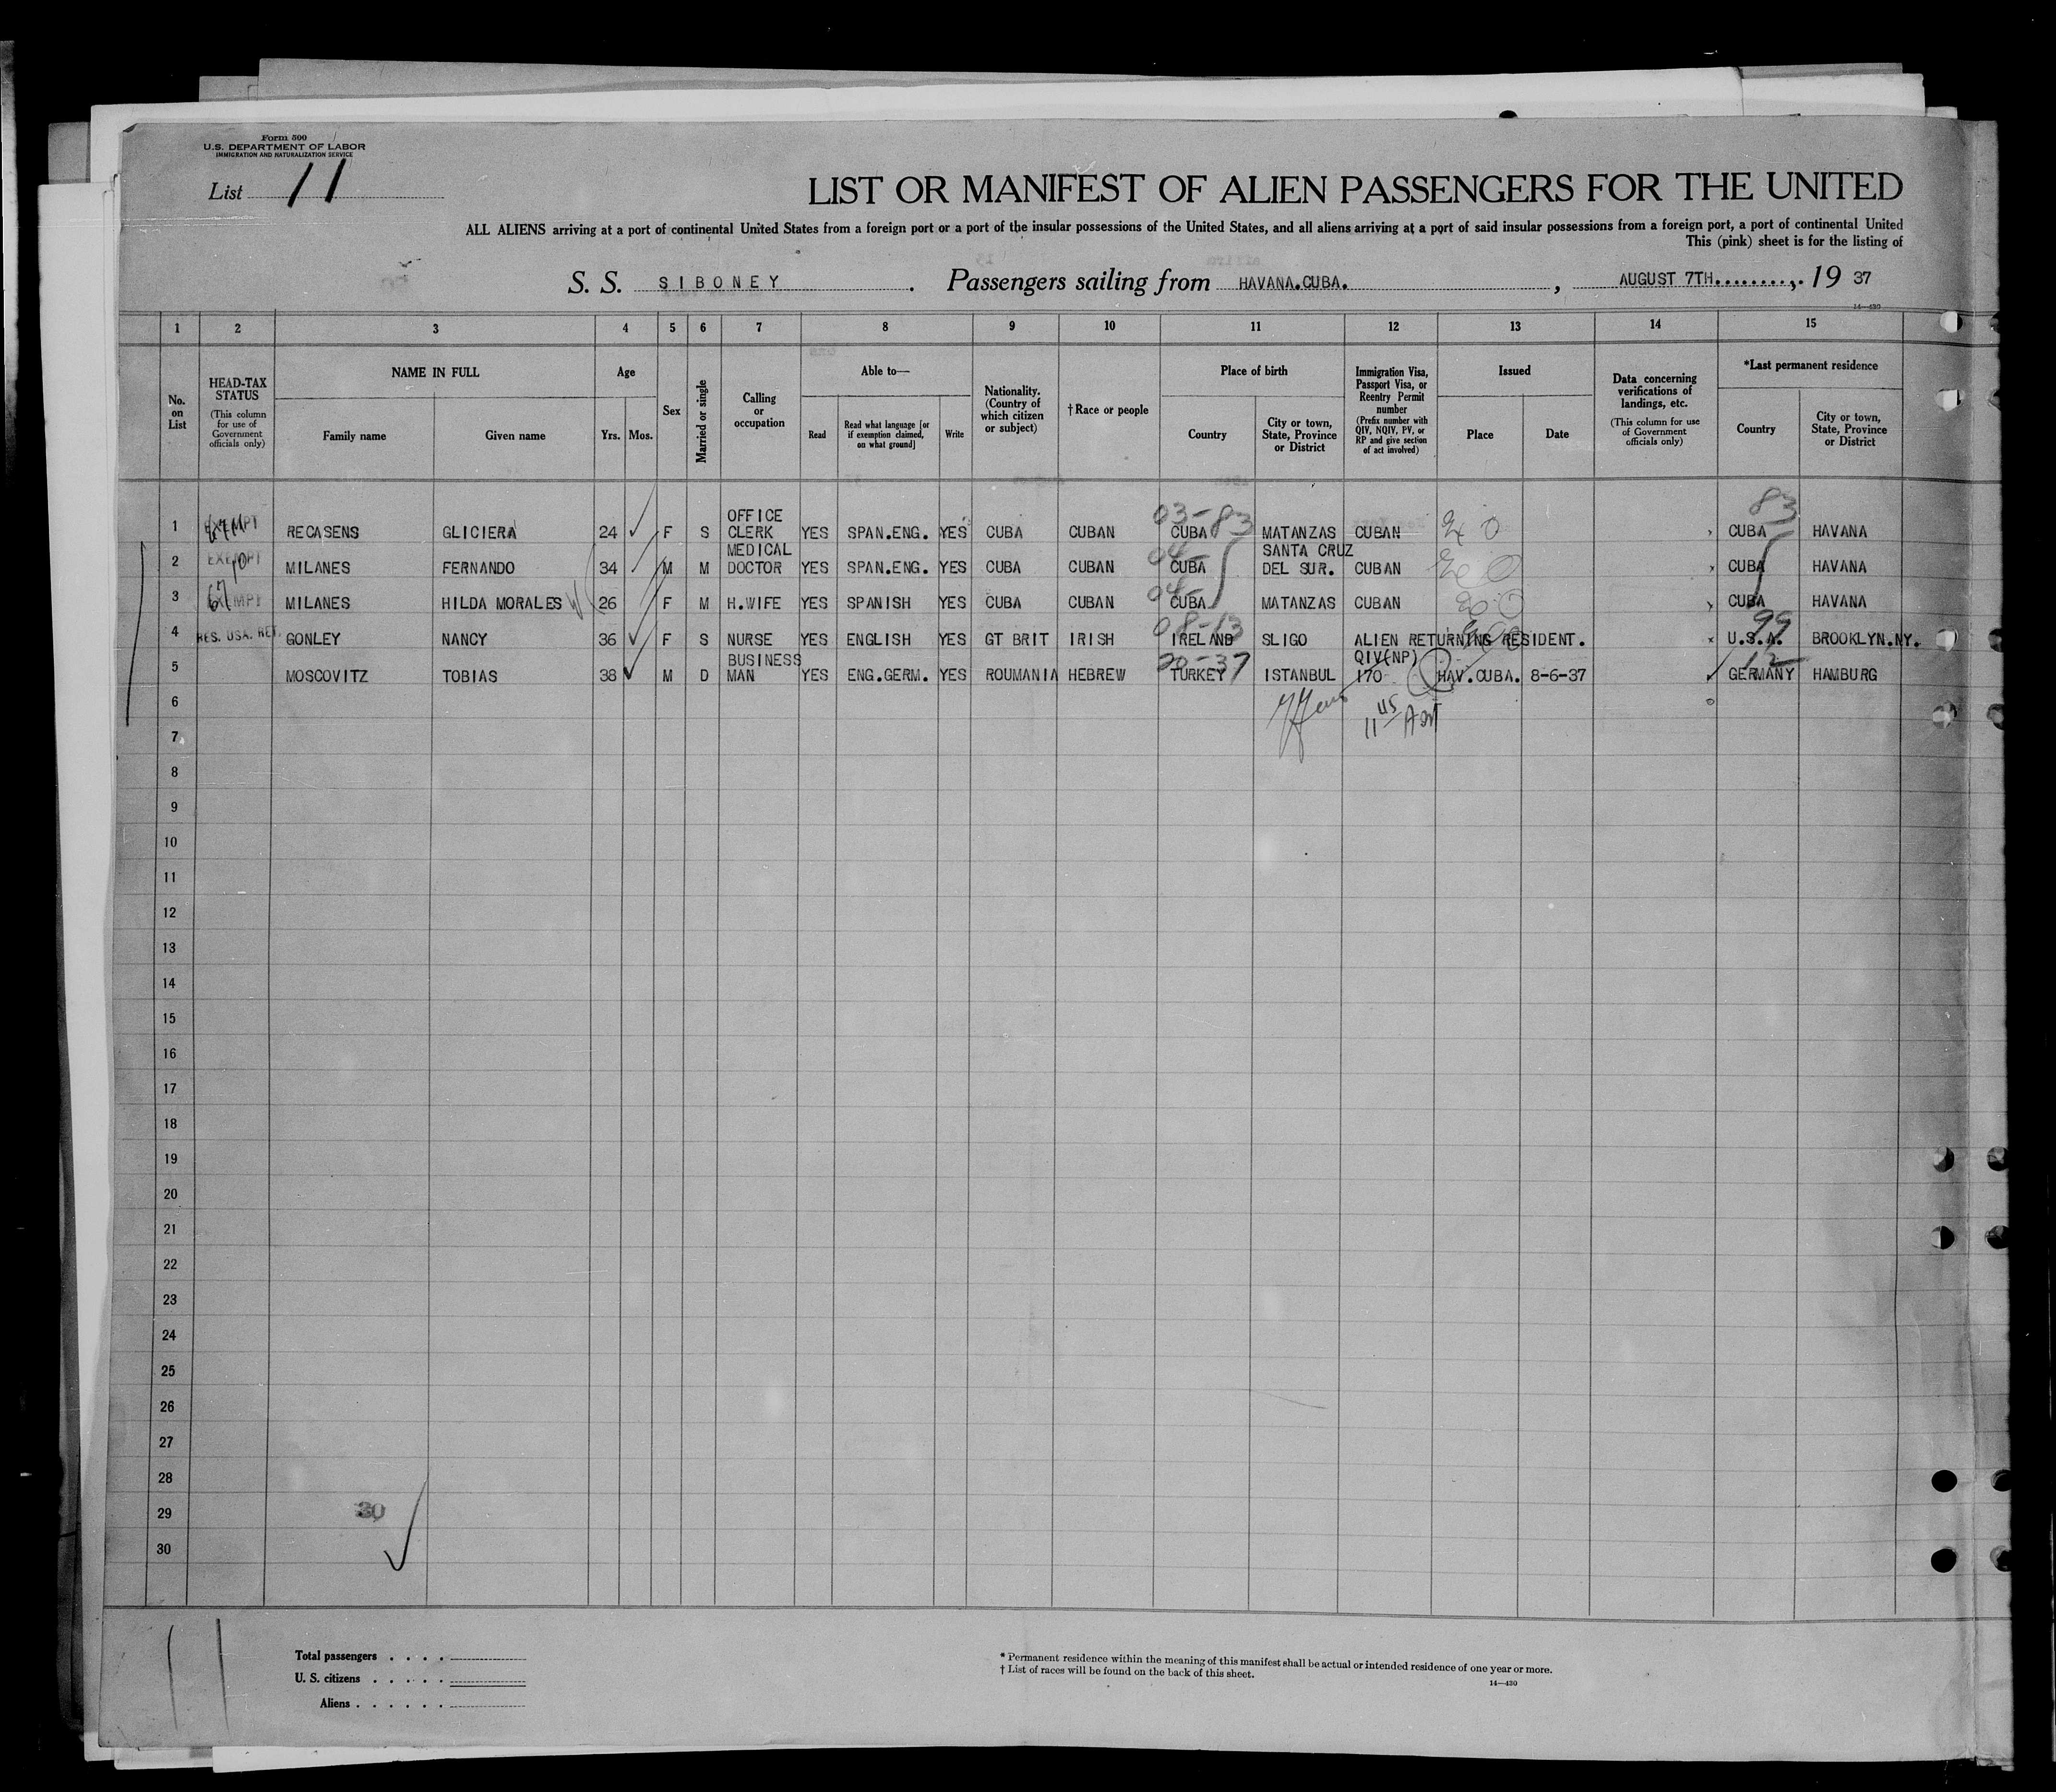 Form 500
U.S. DEPARTMENT OF LABOR
IMMIGRATION AND NATURALIZATION SERVICE
List 11
LIST OR MANIFEST OF ALIEN PASSENGERS FOR THE UNITED
ALL ALIENS arriving at a port of continental United States from a foreign port or a port of the insular possessions of the United States, and all aliens arriving at a port of said insular possessions from a foreign port, a port of continental United
This (pink) sheet is for the listing of
S. S. SIBONEY . Passengers sailing from HAVANA.CUBA. , AUGUST 7TH. , 19 37
14—430
1 2 3 4 5 6 7 8 9 10 11 12 13 14 15
No. on List
HEAD-TAX STATUS (This column for use of Government officials only)
NAME IN FULL
Family name
Given name
Age
Yrs. Mos.
Sex
Married or single
Calling or occupation
Able to—
Read
Read what language [or if exemption claimed, on what ground]
Write
Nationality. (Country of which citizen or subject)
† Race or people
Place of birth
Country
City or town, State, Province or District
Immigration Visa, Passport Visa, or Reentry Permit number (Prefix number with QIV, NQIV, PV, or RP and give section of act involved)
Issued
Place
Date
Data concerning verifications of landings, etc. (This column for use of Government officials only)
*Last permanent residence
Country
City or town, State, Province or District
83
03-83
1 EXEMPT RECASENS GLICIERA 24 F S OFFICE CLERK YES SPAN.ENG. YES CUBA CUBAN CUBA MATANZAS CUBAN CUBA HAVANA
2 EXEMPT MILANES FERNANDO 34 M M MEDICAL DOCTOR YES SPAN.ENG. YES CUBA CUBAN CUBA SANTA CRUZ DEL SUR. CUBAN CUBA HAVANA
3 EXEMPT MILANES HILDA MORALES 26 F M H.WIFE YES SPANISH YES CUBA CUBAN CUBA MATANZAS CUBAN CUBA HAVANA
08-13 99
4 RES. USA. RET. GONLEY NANCY 36 F S NURSE YES ENGLISH YES GT BRIT IRISH IRELAND SLIGO ALIEN RETURNING RESIDENT. U.S.A. BROOKLYN.NY.
20-37 12
5 MOSCOVITZ TOBIAS 38 M D BUSINESS MAN YES ENG.GERM. YES ROUMANIA HEBREW TURKEY ISTANBUL QIV(NP) 170 HAV.CUBA. 8-6-37 GERMANY HAMBURG
6
7
8
9
10
11
12
13
14
15
16
17
18
19
20
21
22
23
24
25
26
27
28
29 30
30
Total passengers . . . .
U. S. citizens . . . . .
Aliens . . . . . .
* Permanent residence within the meaning of this manifest shall be actual or intended residence of one year or more.
† List of races will be found on the back of this sheet.
14—430